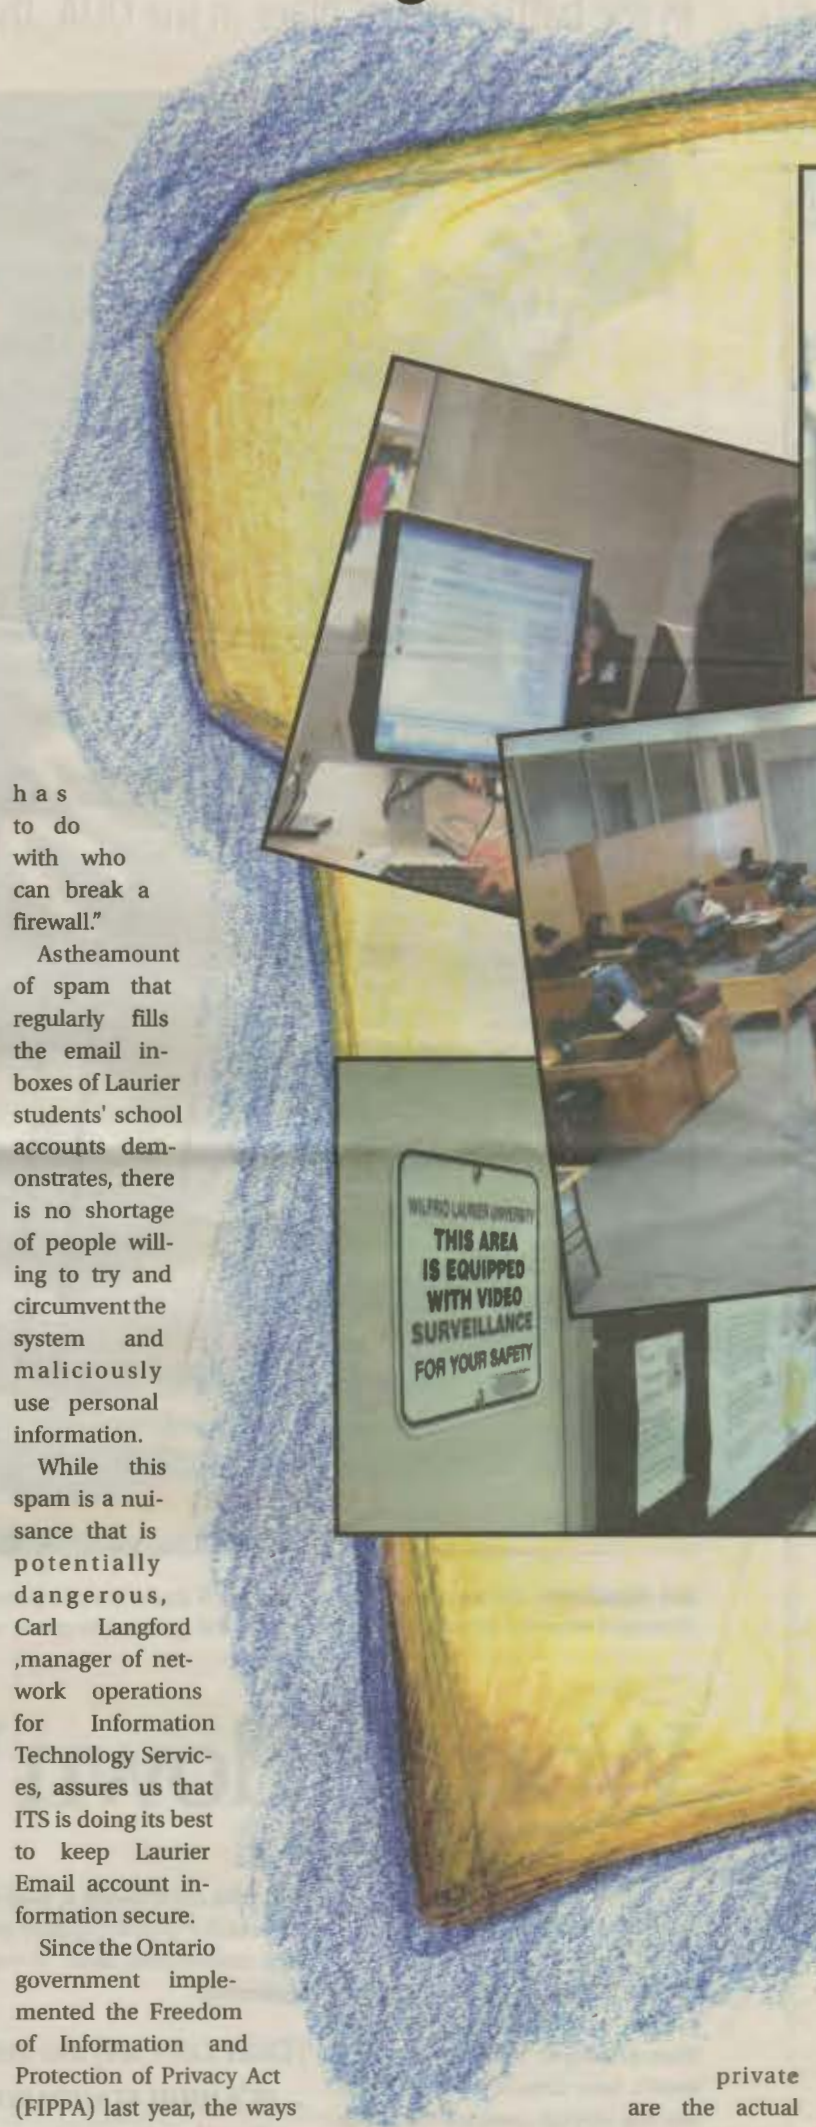 has
to do
with who
can break a
firewall."
As the amount
of spam that
regularly fills
the email in-
boxes of Laurier
students' school
accounts dem-
onstrates, there
is no shortage
of people will-
ing to try and
circumvent the
system and
maliciously
use personal
information.
While this
spam is a nui-
sance that is
potentially
dangerous,
Carl Langford
,manager of net-
work operations
for Information
Technology Servic-
es, assures us that
ITS is doing its best
to keep Laurier
Email account in-
formation secure.
Since the Ontario
government imple-
mented the Freedom
of Information and
Protection of Privacy Act
(FIPPA) last year, the ways
WILFRID LAURIER UNIVERSITY
THIS AREA
IS EQUIPPED
WITH VIDEO
SURVEILLANCE
FOR YOUR SAFETY
private
are the actual